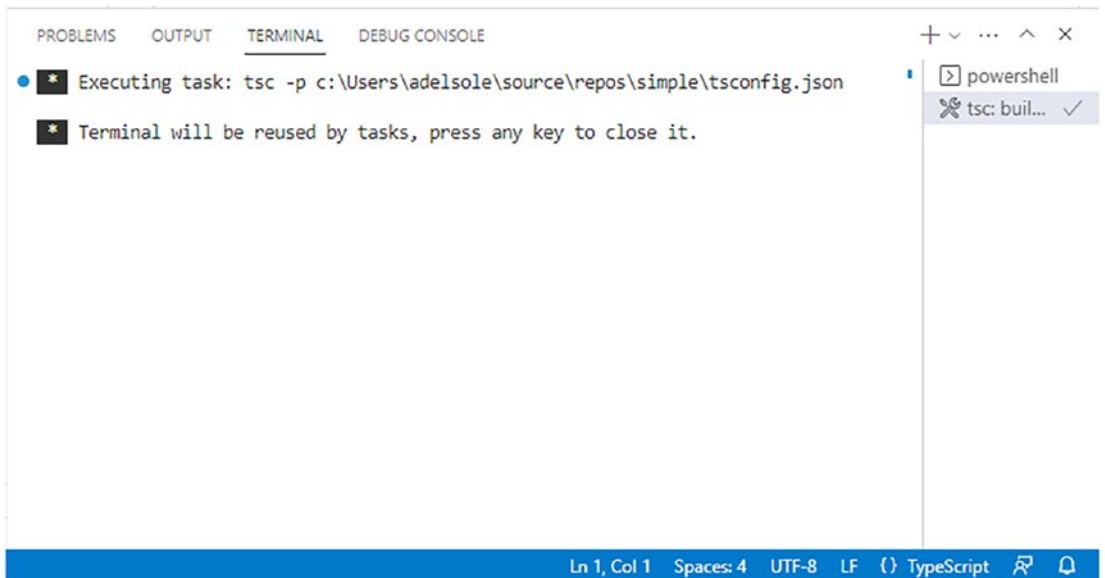 PROBLEMS OUTPUT TERMINAL DEBUG CONSOLE
* Executing task: tsc -p c:\Users\adelsole\source\repos\simple\tsconfig.json
* Terminal will be reused by tasks, press any key to close it.
powershell
tsc: buil...
Ln 1, Col 1 Spaces: 4 UTF-8 LF {} TypeScript